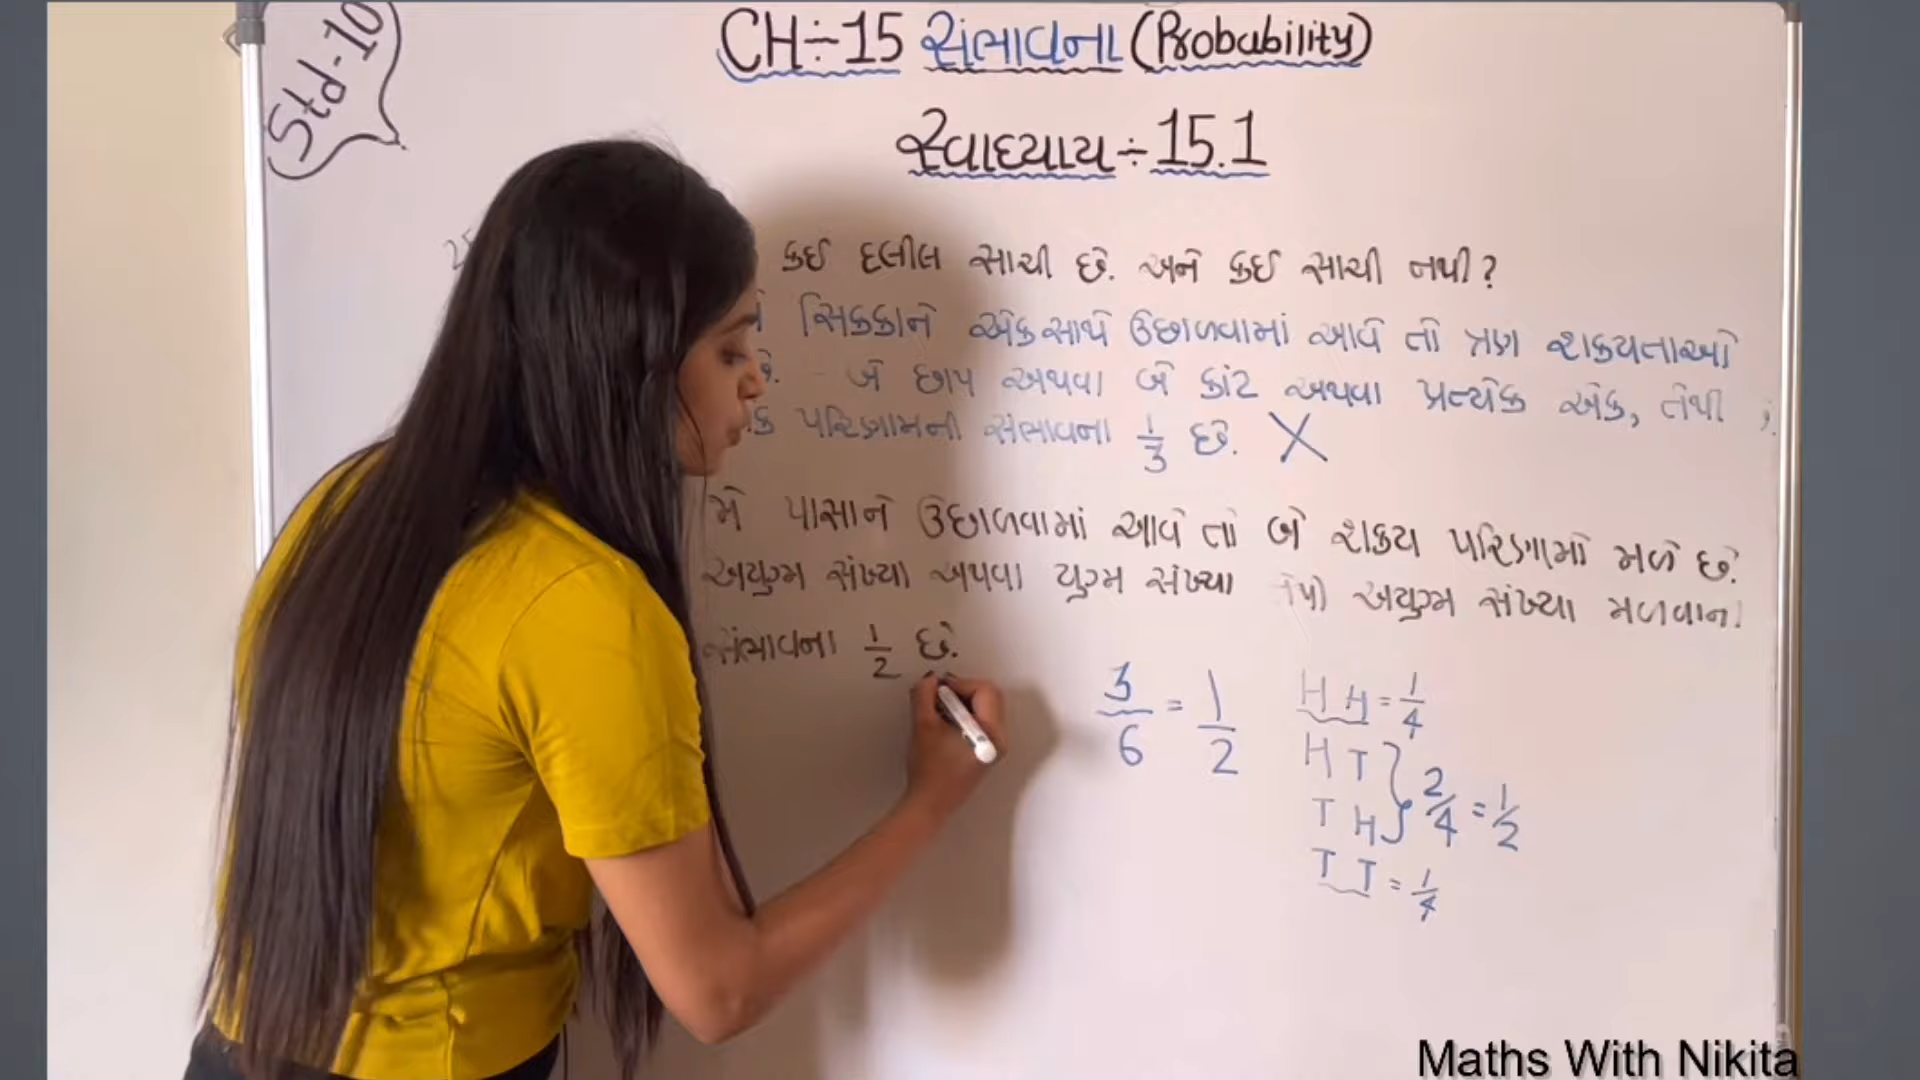 Std-10
CH÷15 સંભાવના (Probability)
સ્વાધ્યાય ÷ 15.1
કઈ દલીલ સાચી છે. અને કઈ સાચી નથી?
સિક્કાને એકસાથે ઉછાળવામાં આવે તો ત્રણ શક્યતાઓ
છે. બે છાપ અથવા બે કાંટ અથવા પ્રત્યેક એક, તેથી
પરિણામની સંભાવના 1/3 છે. X
પાસાને ઉછાળવામાં આવે તો બે શક્ય પરિણામો મળે છે.
અયુગ્મ સંખ્યા અથવા યુગ્મ સંખ્યા અયુગ્મ સંખ્યા મળવાની
સંભાવના 1/2 છે.
3/6 = 1/2
H H = 1/4
H T
T H } 2/4 = 1/2
T T = 1/4
Maths With Nikita